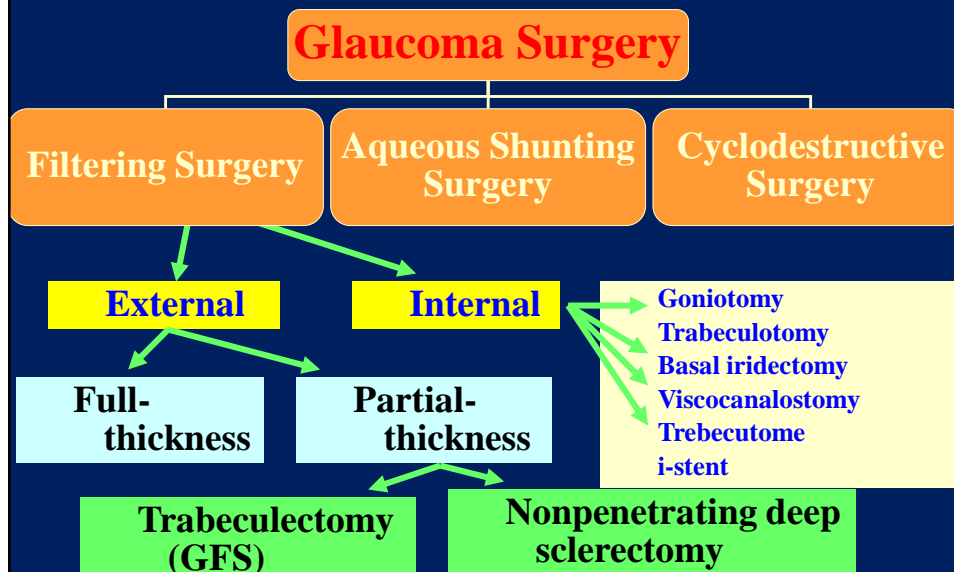 Glaucoma Surgery
Filtering Surgery
Aqueous Shunting
Surgery
Cyclodestructive
Surgery
External
Internal
Goniotomy
Trabeculotomy
Basal iridectomy
Viscocanalostomy
Trebecutome
i-stent
Full-
thickness
Partial-
thickness
Trabeculectomy
(GFS)
Nonpenetrating deep
sclerectomy